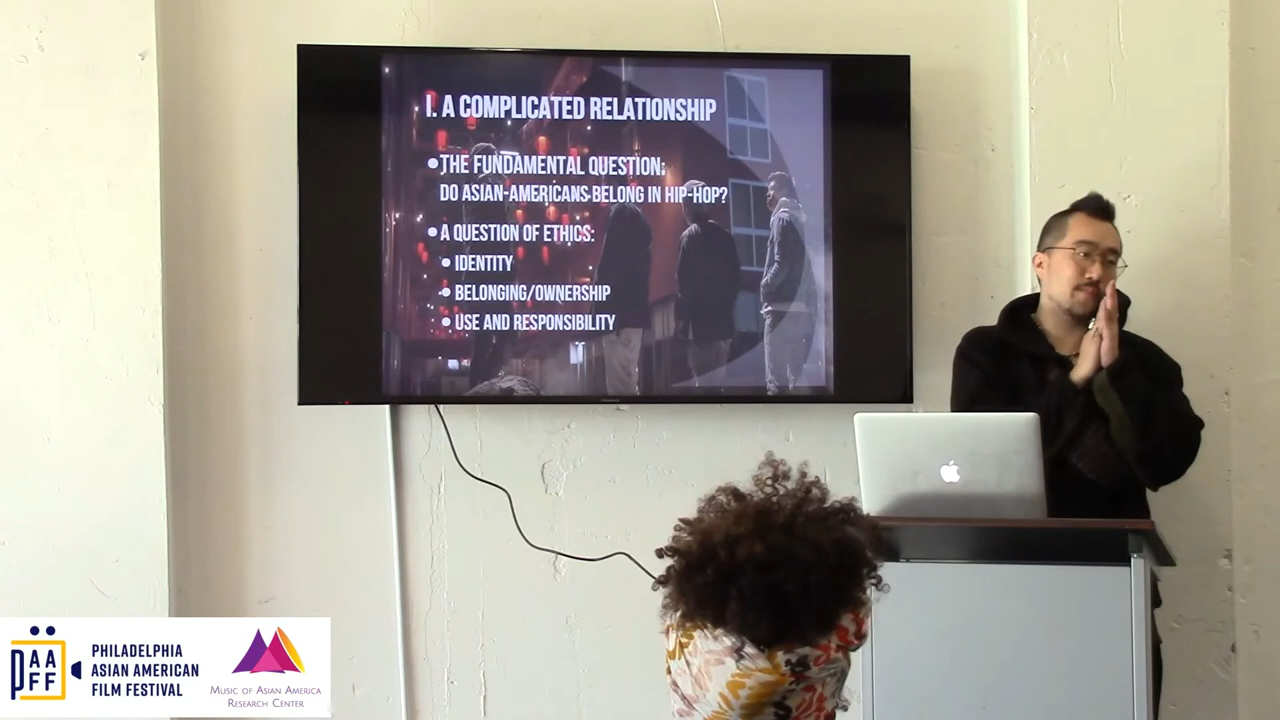 I. A COMPLICATED RELATIONSHIP
•THE FUNDAMENTAL QUESTION:
DO ASIAN-AMERICANS BELONG IN HIP-HOP?
•A QUESTION OF ETHICS:
•IDENTITY
•BELONGING/OWNERSHIP
•USE AND RESPONSIBILITY
PAAFF
PHILADELPHIA
ASIAN AMERICAN
FILM FESTIVAL
MUSIC OF ASIAN AMERICA
RESEARCH CENTER